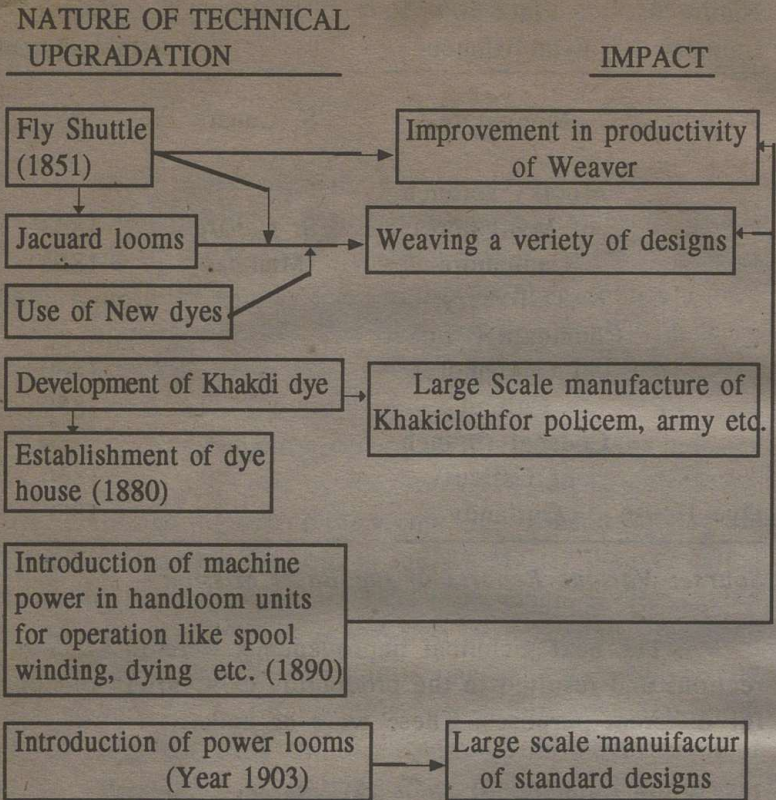 NATURE OF TECHNICAL
UPGRADATION
IMPACT
Fly Shuttle
(1851)
Improvement in productivity
of Weaver
Jacuard looms
Weaving a veriety of designs
Use of New dyes
Development of Khakdi dye
Large Scale manufacture of
Khakiclothfor policem, army etc.
Establishment of dye
house (1880)
Introduction of machine
power in handloom units
for operation like spool
winding, dying etc. (1890)
Introduction of power looms
(Year 1903)
Large scale manuifactur
of standard designs